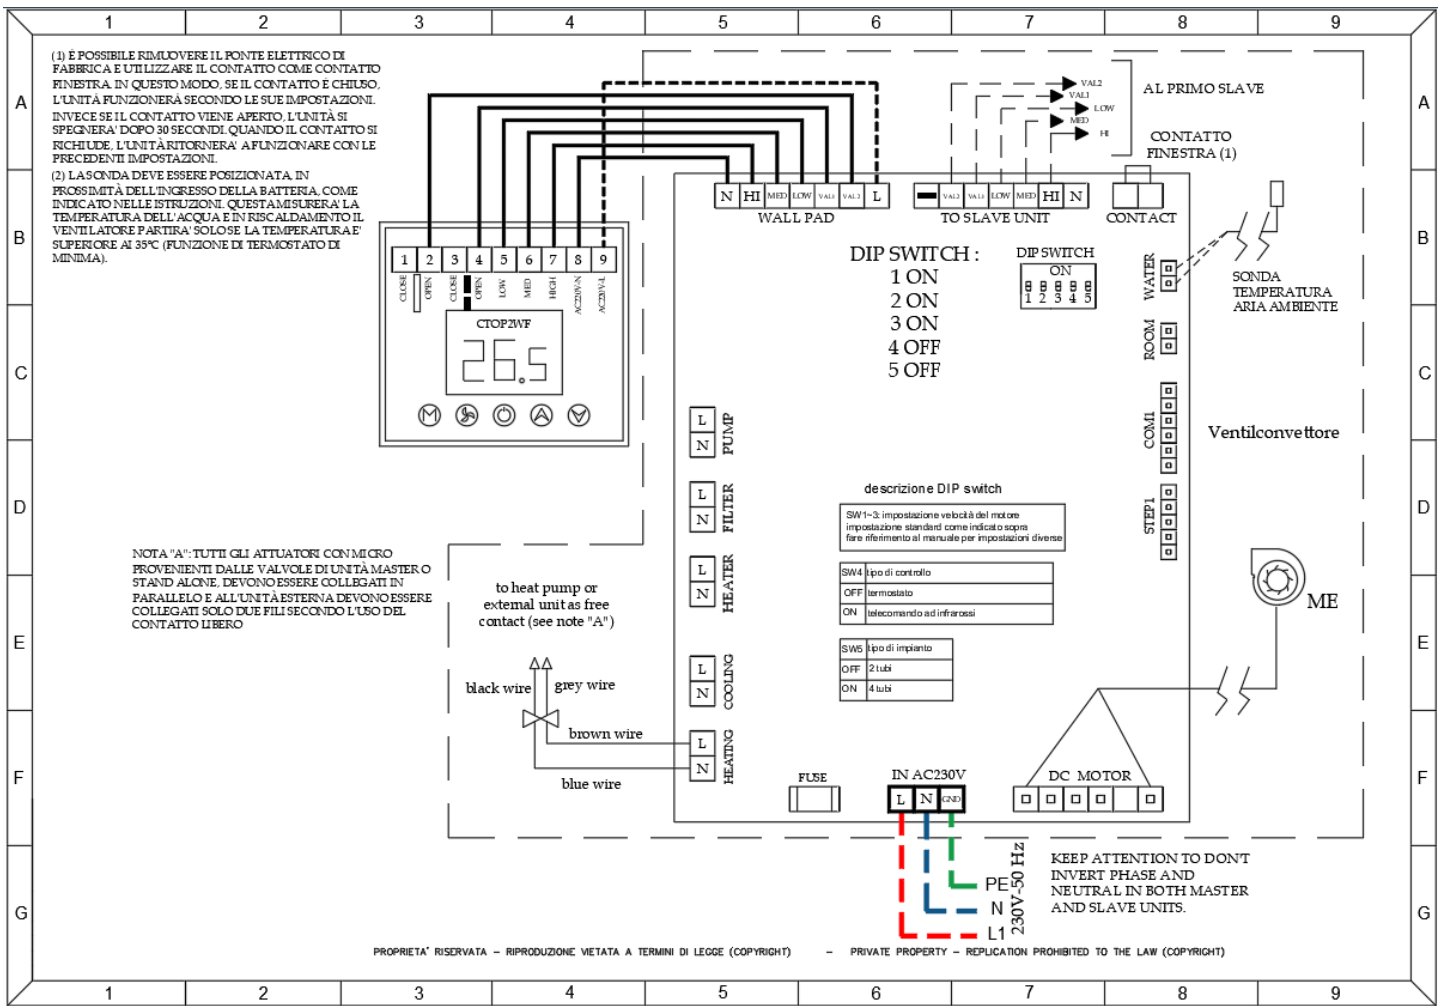 1 2 3 4 5 6 7 8 9
A
B
C
D
E
F
G
(1) È POSSIBILE RIMUOVERE IL PONTE ELETTRICO DI
FABBRICA E UTILIZZARE IL CONTATTO COME CONTATTO
FINESTRA. IN QUESTO MODO, SE IL CONTATTO È CHIUSO,
L'UNITÀ FUNZIONERÀ SECONDO LE SUE IMPOSTAZIONI.
INVECE SE IL CONTATTO VIENE APERTO, L'UNITÀ SI
SPEGNERA' DOPO 30 SECONDI. QUANDO IL CONTATTO SI
RICHIUDE, L'UNITÀ RITORNERA' A FUNZIONARE CON LE
PRECEDENTI IMPOSTAZIONI.
(2) LA SONDA DEVE ESSERE POSIZIONATA, IN
PROSSIMITÀ DELL'INGRESSO DELLA BATTERIA, COME
INDICATO NELLE ISTRUZIONI. QUESTA MISURERA' LA
TEMPERATURA DELL'ACQUA E IN RISCALDAMENTO IL
VENTILATORE PARTIRA' SOLO SE LA TEMPERATURA E'
SUPERIORE AI 35°C (FUNZIONE DI TERMOSTATO DI
MINIMA).
1 2 3 4 5 6 7 8 9
CLOSE
OPEN
CLOSE
OPEN
LOW
MED
HIGH
AC220V-N
AC220V-L
CTOP2WF
26.5
M
VAL2
VAL1
LOW
MED
HI
AL PRIMO SLAVE
CONTATTO
FINESTRA (1)
N HI MED LOW VAL1 VAL2 L
WALL PAD
VAL2 VAL1 LOW MED HI N
TO SLAVE UNIT
CONTACT
DIP SWITCH :
1 ON
2 ON
3 ON
4 OFF
5 OFF
DIP SWITCH
ON
1 2 3 4 5
WATER
SONDA
TEMPERATURA
ARIA AMBIENTE
ROOM
COM1
STEP1
Ventilconvettore
L
N
PUMP
L
N
FILTER
L
N
HEATER
L
N
COOLING
L
N
HEATING
descrizione DIP switch
SW1~3: impostazione velocità del motore
impostazione standard come indicato sopra
fare riferimento al manuale per impostazioni diverse
SW4 tipo di controllo
OFF termostato
ON telecomando ad infrarossi
SW5 tipo di impianto
OFF 2 tubi
ON 4 tubi
NOTA "A": TUTTI GLI ATTUATORI CON MICRO
PROVENIENTI DALLE VALVOLE DI UNITÀ MASTER O
STAND ALONE, DEVONO ESSERE COLLEGATI IN
PARALLELO E ALL'UNITÀ ESTERNA DEVONO ESSERE
COLLEGATI SOLO DUE FILI SECONDO L'USO DEL
CONTATTO LIBERO
to heat pump or
external unit as free
contact (see note "A")
black wire
grey wire
brown wire
blue wire
ME
FUSE
IN AC230V
L N GND
DC MOTOR
PE
N
L1
230V-50 Hz
KEEP ATTENTION TO DON'T
INVERT PHASE AND
NEUTRAL IN BOTH MASTER
AND SLAVE UNITS.
PROPRIETA' RISERVATA – RIPRODUZIONE VIETATA A TERMINI DI LEGGE (COPYRIGHT) – PRIVATE PROPERTY – REPLICATION PROHIBITED TO THE LAW (COPYRIGHT)
A
B
C
D
E
F
G
1 2 3 4 5 6 7 8 9